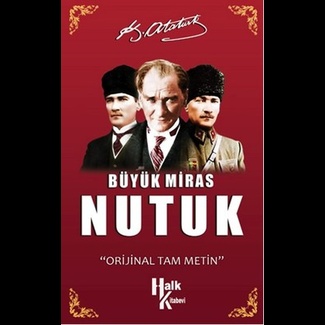 K. Atatürk
BÜYÜK MİRAS
NUTUK
“ORİJİNAL TAM METİN”
Halk
Kitabevi